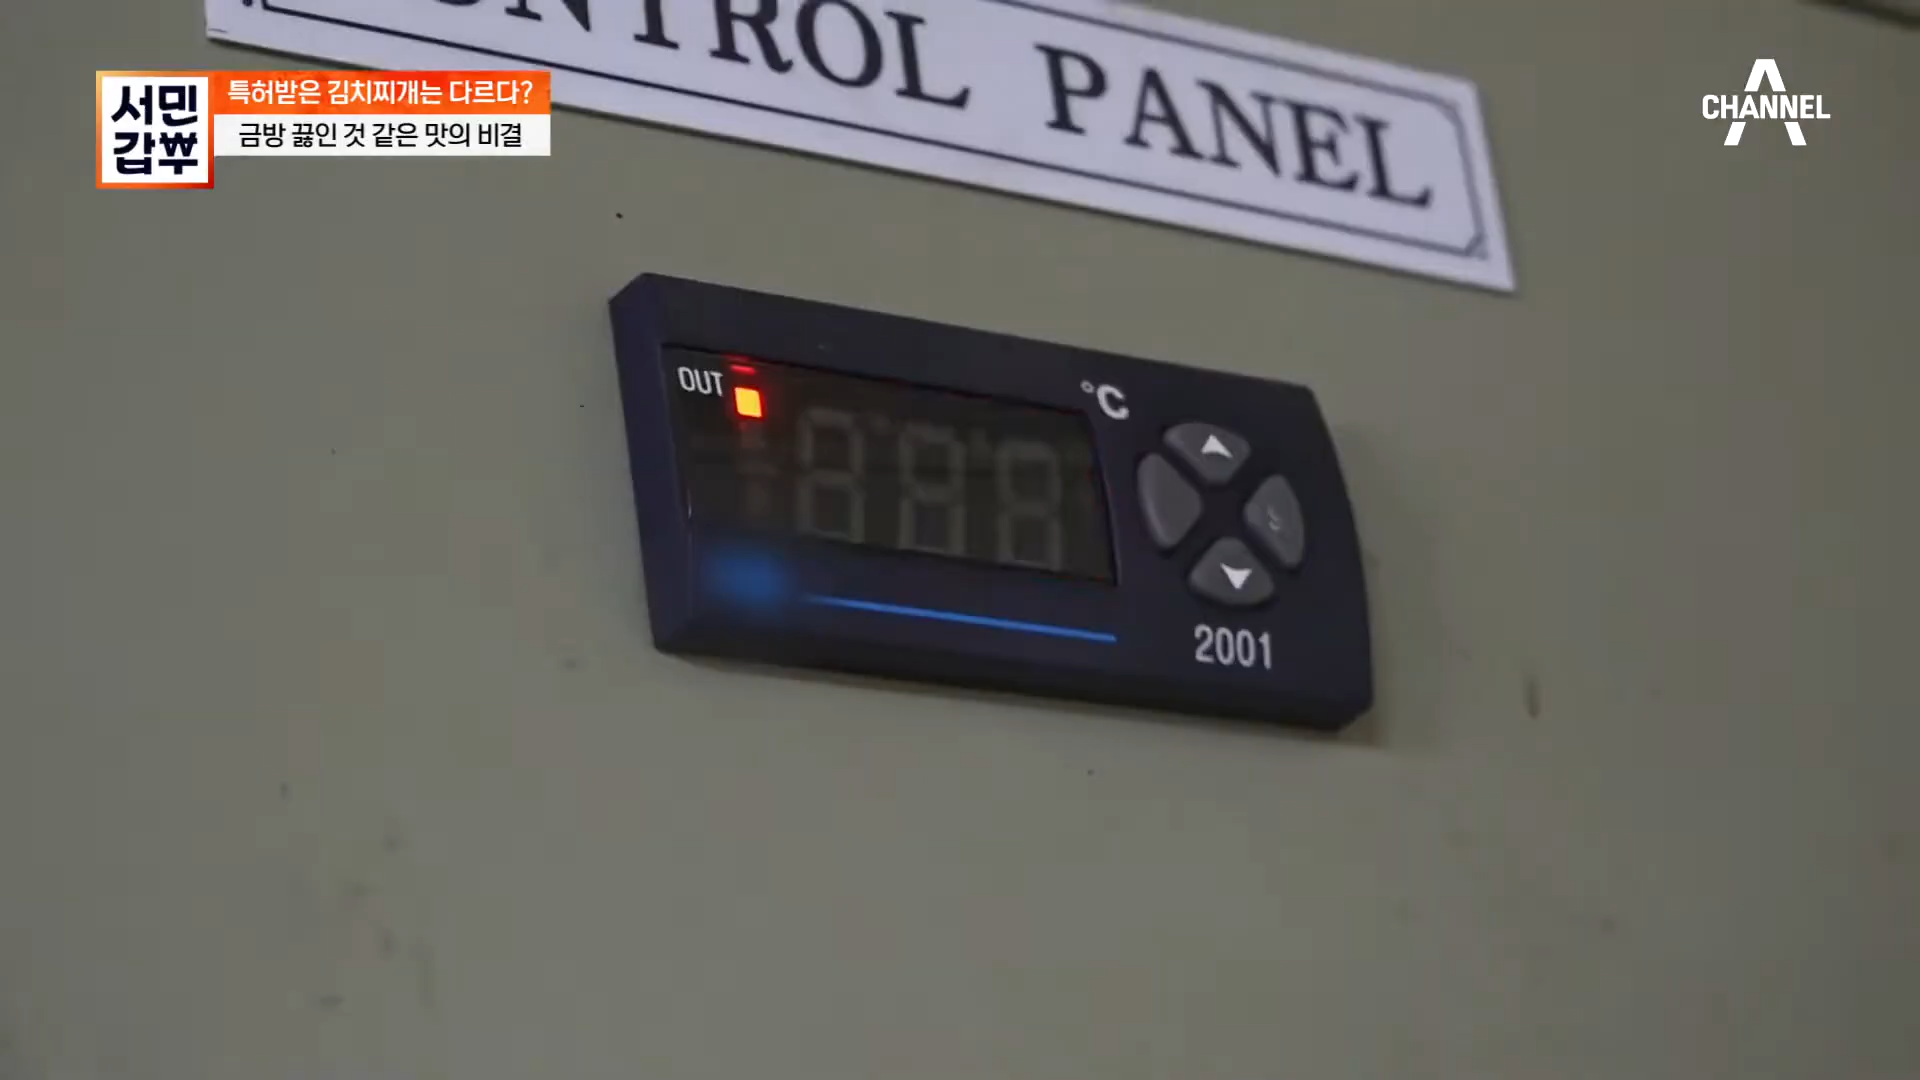 서민
갑부
특허받은 김치찌개는 다르다?
금방 끓인 것 같은 맛의 비결
CHANNEL A
CONTROL PANEL
OUT
°C
2001